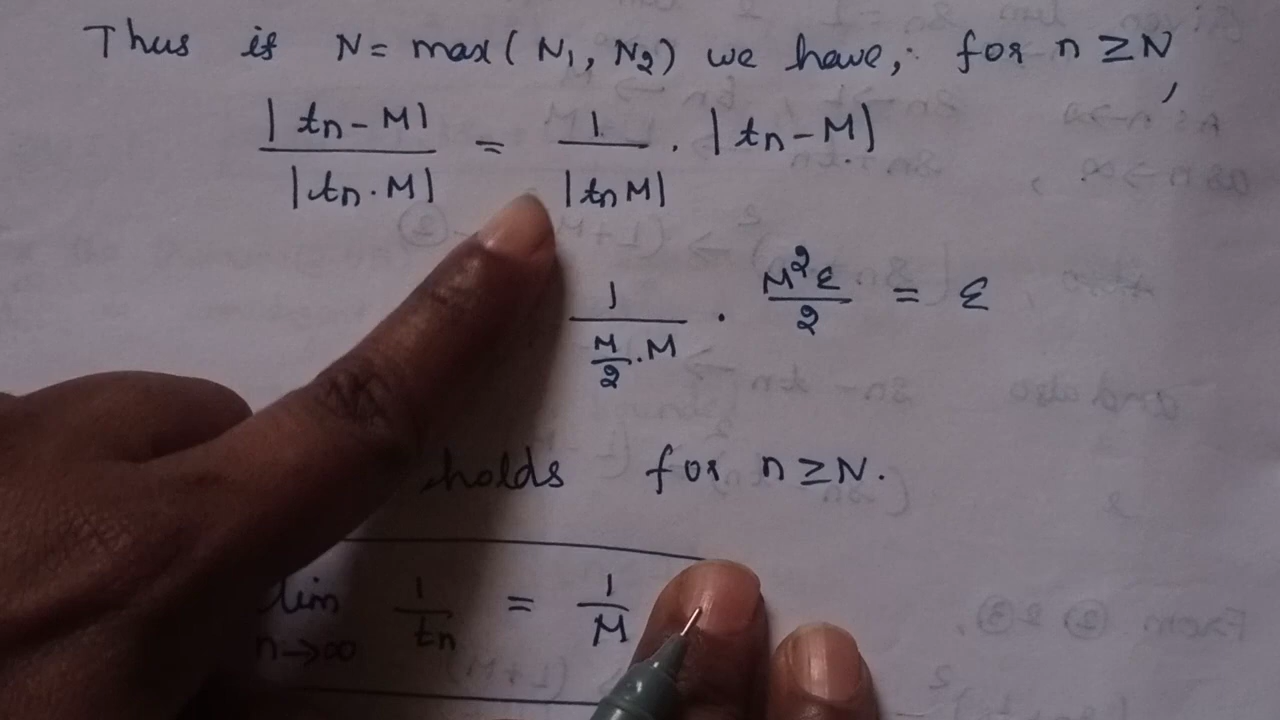 Thus is N = max ( N₁, N₂) we have, for n ≥ N,
|tn - M| / |tn · M| = 1 / |tn M| . |tn - M|
1 / (M/2 . M) . M²ε / 2 = ε
holds for n ≥ N.
lim n→∞ 1/tn = 1/M